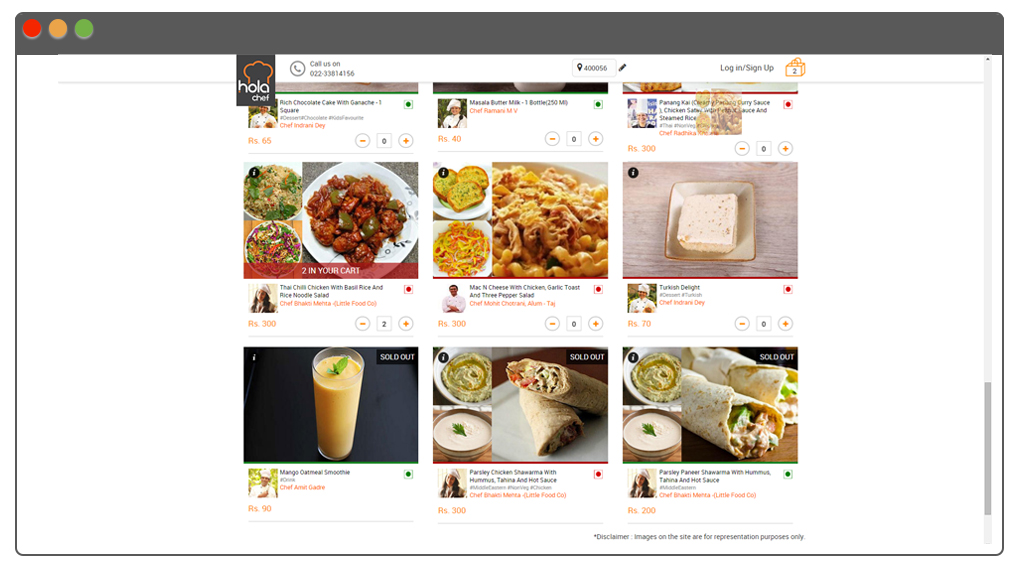 hola
chef
Call us on
022-33814156
400056
Log in/Sign Up
2
Rich Chocolate Cake With Ganache - 1
Square
#Dessert#Chocolate #KidsFavourite
Chef Indrani Dey
Rs. 65
0
Masala Butter Milk - 1 Bottle(250 Ml)
Chef Ramani M V
Rs. 40
0
Panang Kai (Creamy Panang Curry Sauce
), Chicken Satay With Peanut Sauce And
Steamed Rice
#Thai #NonVeg
Chef Radhika
Rs. 300
0
2 IN YOUR CART
Thai Chilli Chicken With Basil Rice And
Rice Noodle Salad
Chef Bhakti Mehta -(Little Food Co)
Rs. 300
2
Mac N Cheese With Chicken, Garlic Toast
And Three Pepper Salad
Chef Mohit Chotrani, Alum - Taj
Rs. 300
0
Turkish Delight
#Dessert #Turkish
Chef Indrani Dey
Rs. 70
0
SOLD OUT
Mango Oatmeal Smoothie
#Drink
Chef Amit Gadre
Rs. 90
SOLD OUT
Parsley Chicken Shawarma With
Hummus, Tahina And Hot Sauce
#MiddleEastern #NonVeg #Chicken
Chef Bhakti Mehta -(Little Food Co)
Rs. 300
SOLD OUT
Parsley Paneer Shawarma With Hummus,
Tahina And Hot Sauce
#MiddleEastern
Chef Bhakti Mehta -(Little Food Co)
Rs. 200
*Disclaimer : Images on the site are for representation purposes only.